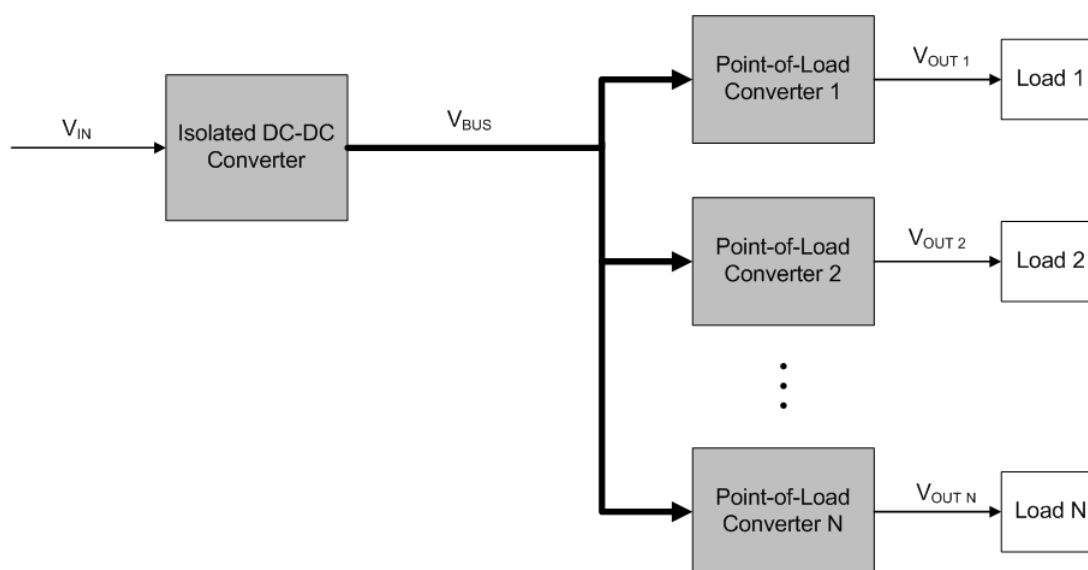 V_IN
Isolated DC-DC
Converter
V_BUS
Point-of-Load
Converter 1
V_OUT 1
Load 1
Point-of-Load
Converter 2
V_OUT 2
Load 2
Point-of-Load
Converter N
V_OUT N
Load N